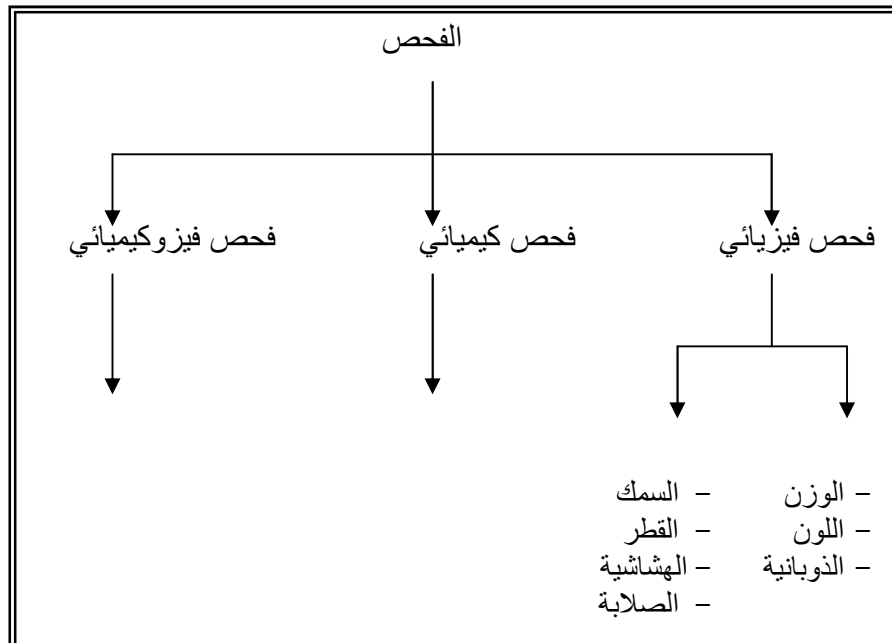 الفحص
فحص فيزيائي
فحص كيميائي
فحص فيزوكيميائي
– الوزن
– اللون
– الذوبانية
– السمك
– القطر
– الهشاشية
– الصلابة